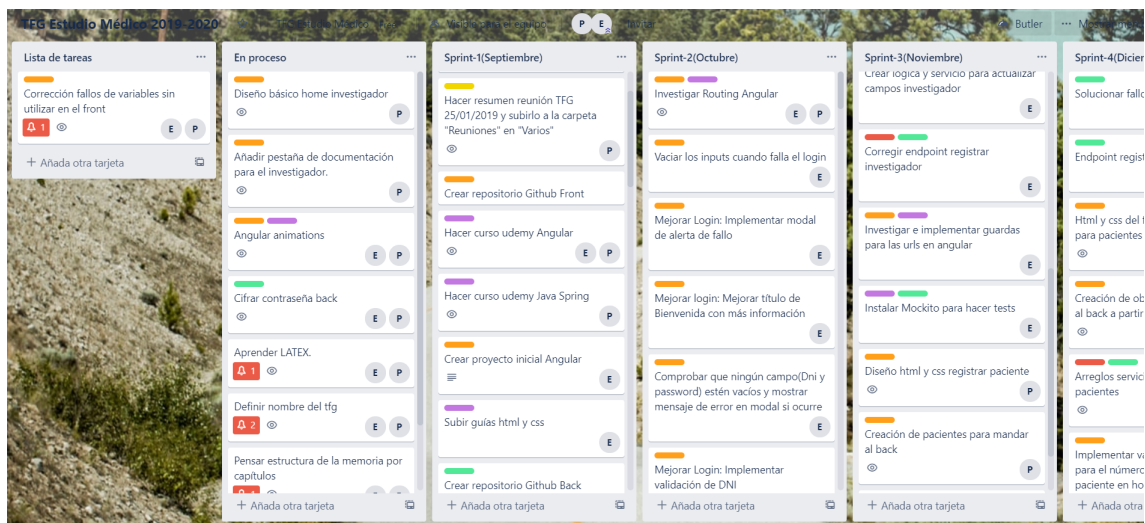 TFG Estudio Médico 2019-2020
Visible para el equipo
P
E
Invitar
Butler
Lista de tareas
Corrección fallos de variables sin
utilizar en el front
1
E P
+ Añada otra tarjeta
En proceso
Diseño básico home investigador
P
Añadir pestaña de documentación
para el investigador.
P
Angular animations
E P
Cifrar contraseña back
E P
Aprender LATEX.
1
E P
Definir nombre del tfg
2
E P
Pensar estructura de la memoria por
capítulos
+ Añada otra tarjeta
Sprint-1(Septiembre)
Hacer resumen reunión TFG
25/01/2019 y subirlo a la carpeta
"Reuniones" en "Varios"
P
Crear repositorio Github Front
Hacer curso udemy Angular
E P
Hacer curso udemy Java Spring
P
Crear proyecto inicial Angular
E
Subir guías html y css
E
Crear repositorio Github Back
+ Añada otra tarjeta
Sprint-2(Octubre)
Investigar Routing Angular
E P
Vaciar los inputs cuando falla el login
E
Mejorar Login: Implementar modal
de alerta de fallo
E
Mejorar login: Mejorar título de
Bienvenida con más información
E
Comprobar que ningún campo(Dni y
password) estén vacíos y mostrar
mensaje de error en modal si ocurre
E
Mejorar Login: Implementar
validación de DNI
+ Añada otra tarjeta
Sprint-3(Noviembre)
Crear lógica y servicio para actualizar
campos investigador
E
Corregir endpoint registrar
investigador
E
Investigar e implementar guardas
para las urls en angular
E
Instalar Mockito para hacer tests
E
Diseño html y css registrar paciente
P
Creación de pacientes para mandar
al back
P
+ Añada otra tarjeta
Sprint-4(Dicier
Solucionar fallo
Endpoint regist
Html y css del f
para pacientes
Creación de ob
al back a partir
Arreglos servici
pacientes
Implementar va
para el número
paciente en ho
+ Añada otra